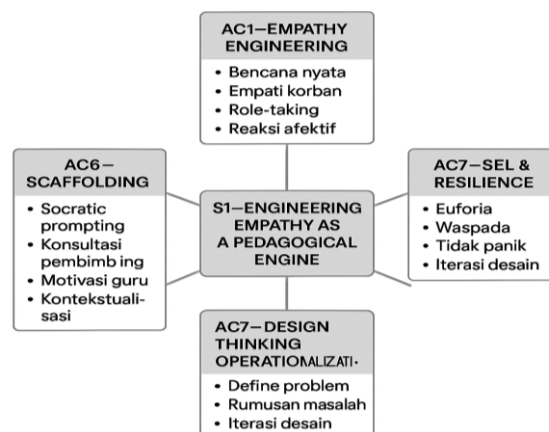 AC1—EMPATHY
ENGINEERING
• Bencana nyata
• Empati korban
• Role-taking
• Reaksi afektif
AC6—
SCAFFOLDING
• Socratic
prompting
• Konsultasi
pembimb ing
• Motivasi guru
• Kontekstuali-
sasi
S1—ENGINEERING
EMPATHY AS
A PEDAGOGICAL
ENGINE
AC7—SEL &
RESILIENCE
• Euforia
• Waspada
• Tidak panik
• Iterasi desain
AC7—DESIGN
THINKING
OPERATIONALIZATI·
• Define problem
• Rumusan masalah
• Iterasi desain